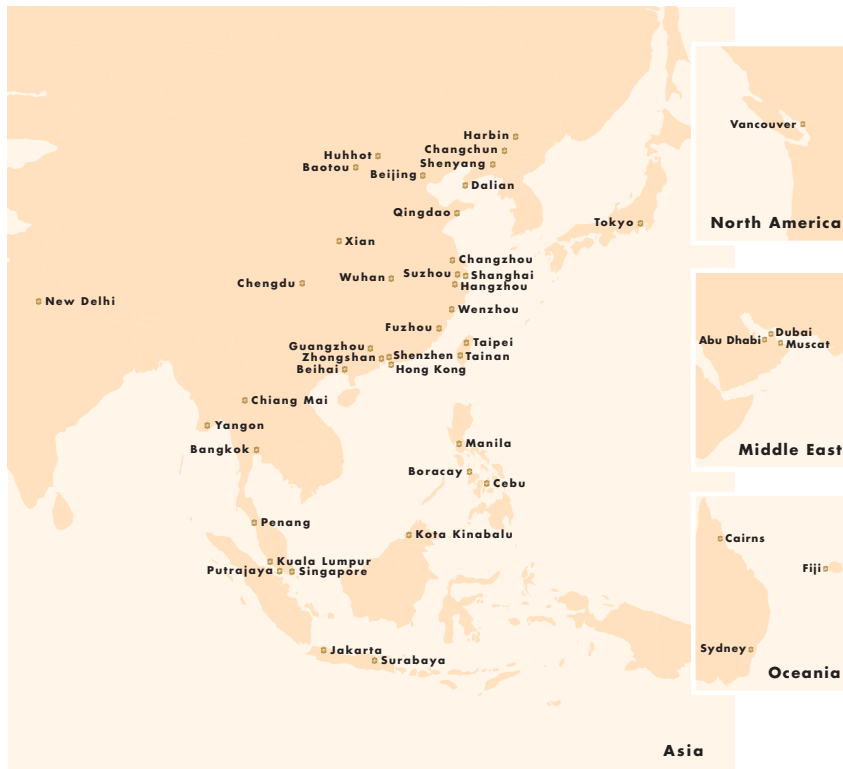 Harbin
Changchun
Huhhot
Shenyang
Baotou
Beijing
Dalian
Qingdao
Tokyo
Xian
Changzhou
Suzhou
Shanghai
Wuhan
Chengdu
Hangzhou
New Delhi
Wenzhou
Fuzhou
Taipei
Guangzhou
Shenzhen
Tainan
Zhongshan
Beihai
Hong Kong
Chiang Mai
Yangon
Manila
Bangkok
Boracay
Cebu
Penang
Kota Kinabalu
Kuala Lumpur
Putrajaya
Singapore
Jakarta
Surabaya
Asia
Vancouver
North America
Dubai
Abu Dhabi
Muscat
Middle East
Cairns
Fiji
Sydney
Oceania